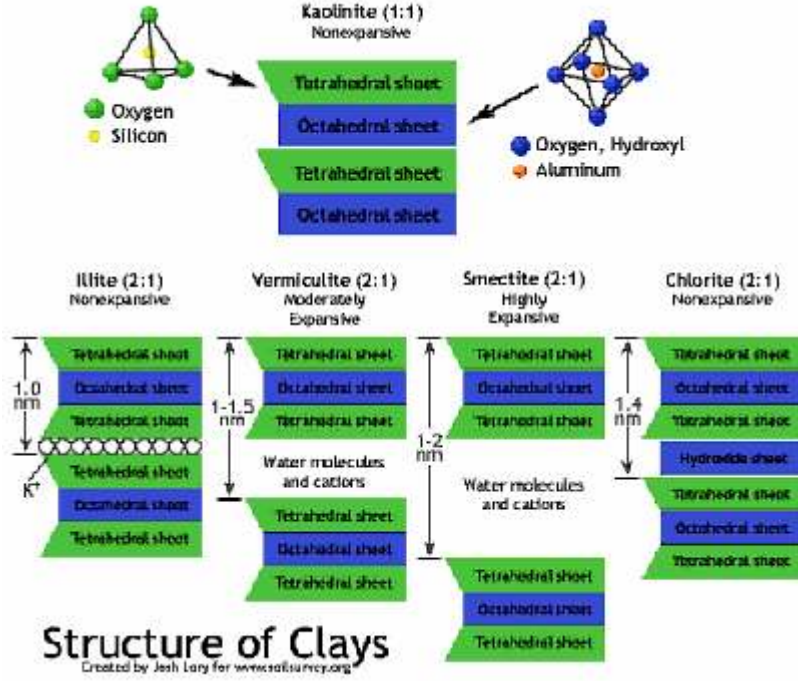 Kaolinite (1:1)
Nonexpansive
Tetrahedral sheet
Octahedral sheet
Tetrahedral sheet
Octahedral sheet
Oxygen
Silicon
Oxygen, Hydroxyl
Aluminum
Illite (2:1)
Nonexpansive
1.0
nm
Tetrahedral sheet
Octahedral sheet
Tetrahedral sheet
K+
Tetrahedral sheet
Octahedral sheet
Tetrahedral sheet
Vermiculite (2:1)
Moderately
Expansive
1-1.5
nm
Tetrahedral sheet
Octahedral sheet
Tetrahedral sheet
Water molecules
and cations
Tetrahedral sheet
Octahedral sheet
Tetrahedral sheet
Smectite (2:1)
Highly
Expansive
1-2
nm
Tetrahedral sheet
Octahedral sheet
Tetrahedral sheet
Water molecules
and cations
Tetrahedral sheet
Octahedral sheet
Tetrahedral sheet
Chlorite (2:1)
Nonexpansive
1.4
nm
Tetrahedral sheet
Octahedral sheet
Tetrahedral sheet
Hydroxide sheet
Tetrahedral sheet
Octahedral sheet
Tetrahedral sheet
Structure of Clays
Created by Josh Lory for www.soilsurvey.org